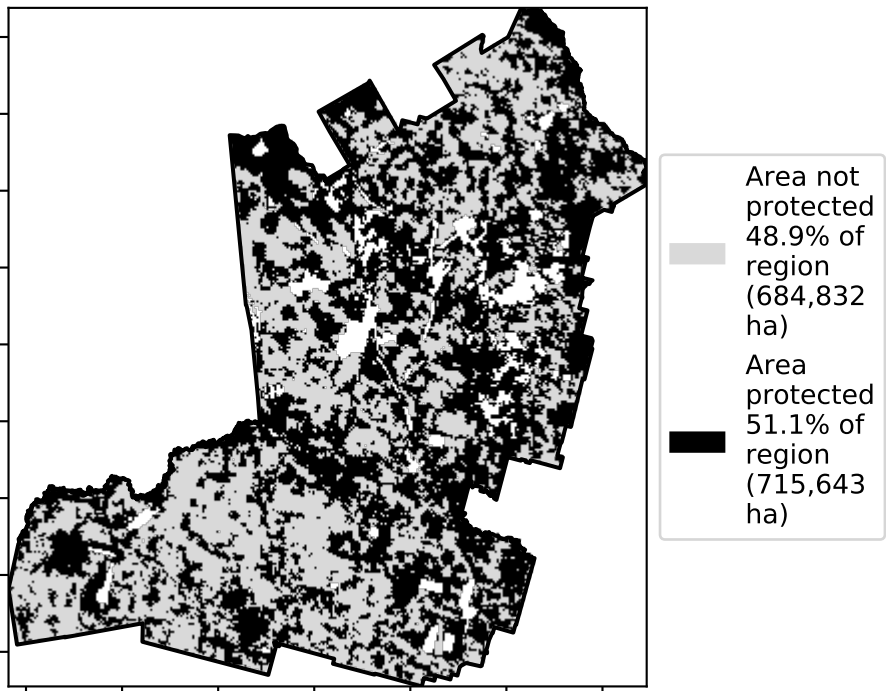 Area not
protected
48.9% of
region
(684,832
ha)
Area
protected
51.1% of
region
(715,643
ha)